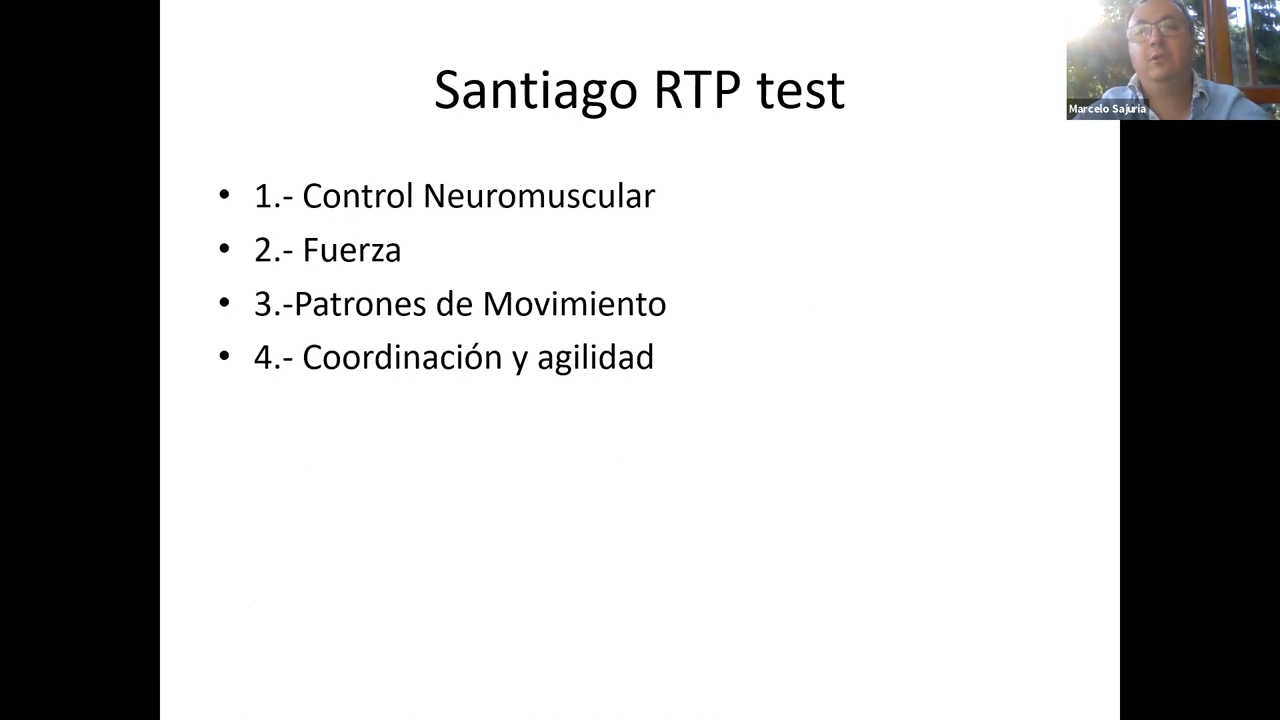 Santiago RTP test
Marcelo Sajuria
• 1.- Control Neuromuscular
• 2.- Fuerza
• 3.-Patrones de Movimiento
• 4.- Coordinación y agilidad